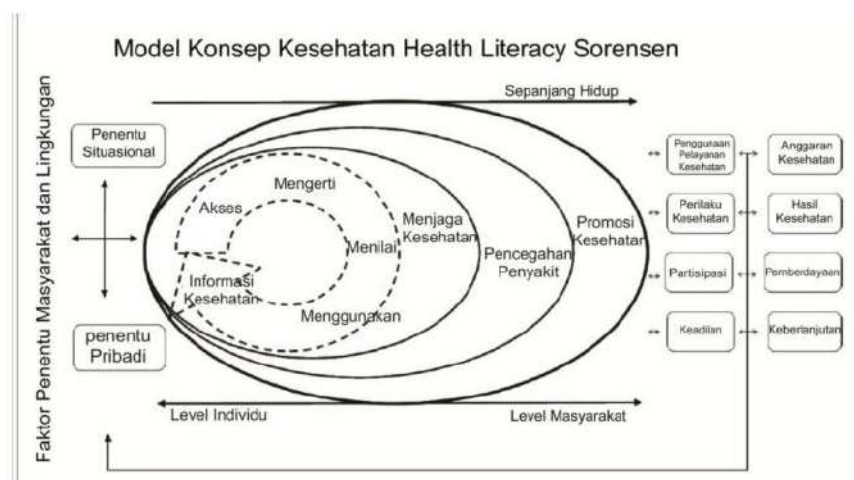 Model Konsep Kesehatan Health Literacy Sorensen
Faktor Penentu Masyarakat dan Lingkungan
Penentu
Situasional
penentu
Pribadi
Sepanjang Hidup
Akses
Mengerti
Menilai
Informasi
Kesehatan
Menggunakan
Menjaga
Kesehatan
Pencegahan
Penyakit
Promosi
Kesehatan
Level Individu
Level Masyarakat
Penggunaan
Pelayanan
Kesehatan
Anggaran
Kesehatan
Perilaku
Kesehatan
Hasil
Kesehatan
Partisipasi
Pemberdayaan
Keadilan
Keberlanjutan